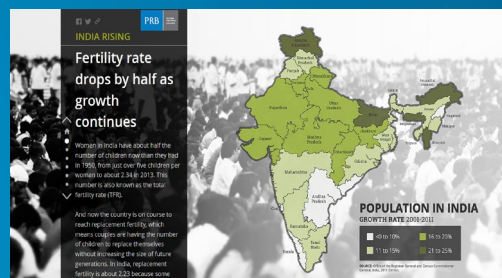 PRB
INDIA RISING
Fertility rate
drops by half as
growth
continues
Women in India have about half the
number of children now than they had
in 1950, from just over five children per
woman to about 2.34 in 2013. This
number is also known as the total
fertility rate (TFR).
And now the country is on course to
reach replacement fertility, which
means couples are having the number
of children to replace themselves
without increasing the size of future
generations. In India, replacement
fertility is about 2.23 because some
Himachal
Pradesh
Punjab
Rajasthan
Uttar
Pradesh
Gujarat
Madhya
Pradesh
Odisha
Maharashtra
Andhra
Pradesh
Karnataka
Tamil
Nadu
Kerala
POPULATION IN INDIA
GROWTH RATE 2001-2011
<0 to 10%
16 to 20%
11 to 15%
21 to 25%